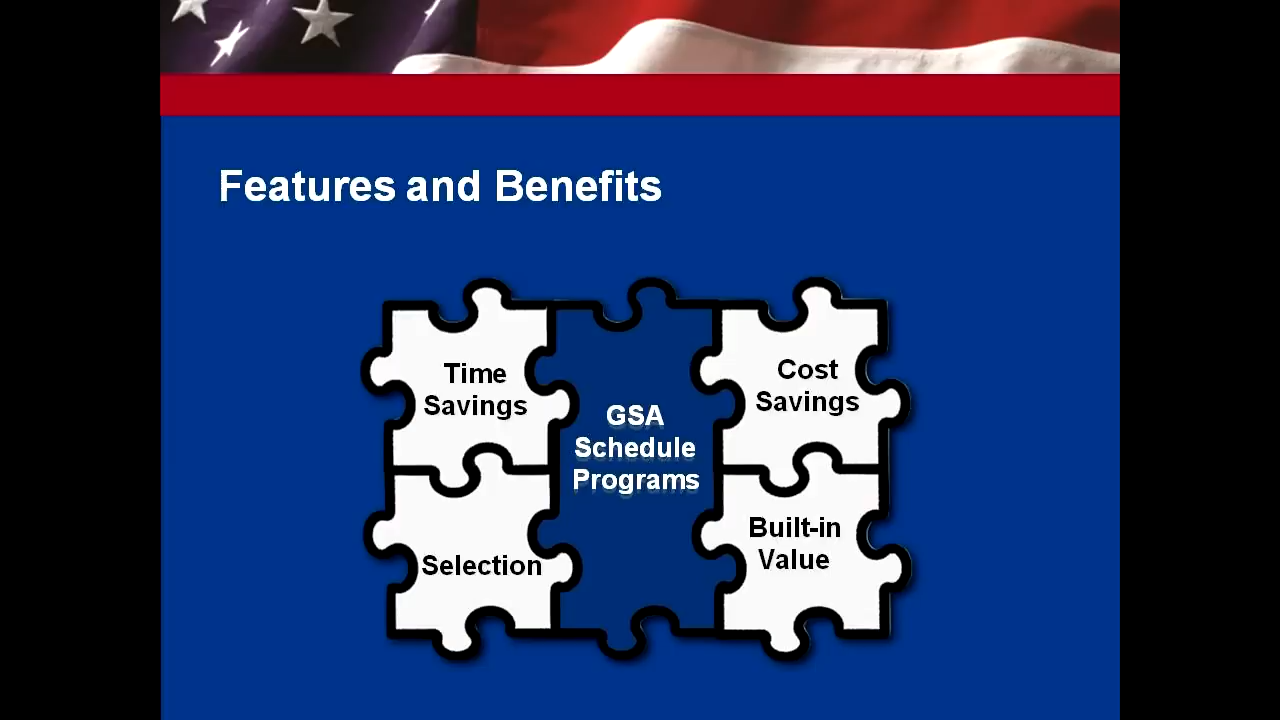 Features and Benefits
Time
Savings
GSA
Schedule
Programs
Cost
Savings
Selection
Built-in
Value